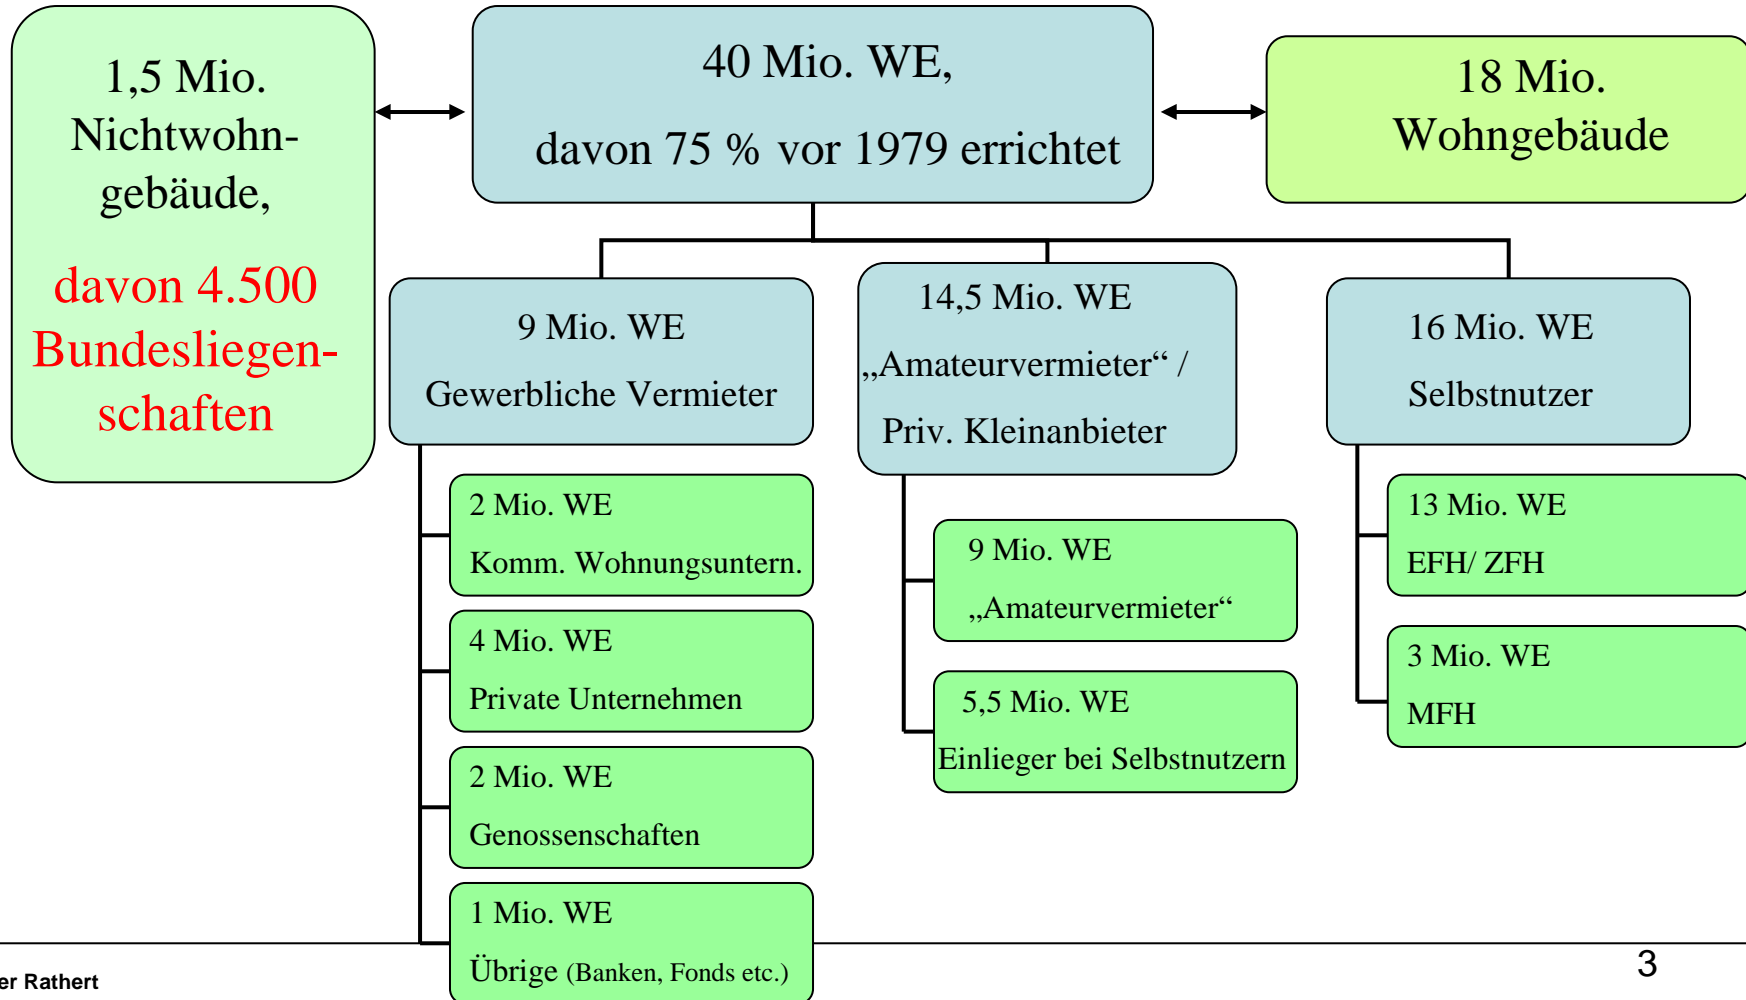 1,5 Mio.
Nichtwohn-
gebäude,
davon 4.500
Bundesliegen-
schaften
40 Mio. WE,
davon 75 % vor 1979 errichtet
18 Mio.
Wohngebäude
9 Mio. WE
Gewerbliche Vermieter
2 Mio. WE
Komm. Wohnungsuntern.
4 Mio. WE
Private Unternehmen
2 Mio. WE
Genossenschaften
1 Mio. WE
Übrige (Banken, Fonds etc.)
14,5 Mio. WE
„Amateurvermieter“ /
Priv. Kleinanbieter
9 Mio. WE
„Amateurvermieter“
5,5 Mio. WE
Einlieger bei Selbstnutzern
16 Mio. WE
Selbstnutzer
13 Mio. WE
EFH/ ZFH
3 Mio. WE
MFH
er Rathert
3